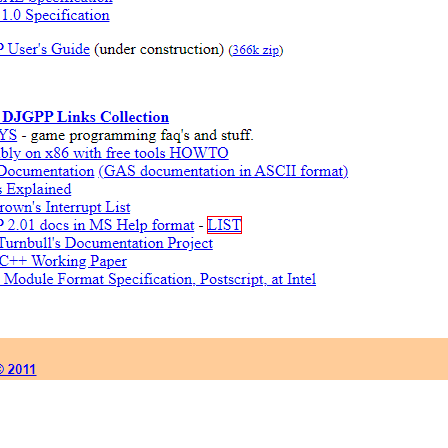 1.0 Specification
P User's Guide (under construction) (366k zip)
DJGPP Links Collection
YS - game programming faq's and stuff.
bly on x86 with free tools HOWTO
Documentation (GAS documentation in ASCII format)
s Explained
rown's Interrupt List
P 2.01 docs in MS Help format - LIST
Turnbull's Documentation Project
C++ Working Paper
Module Format Specification, Postscript, at Intel
© 2011